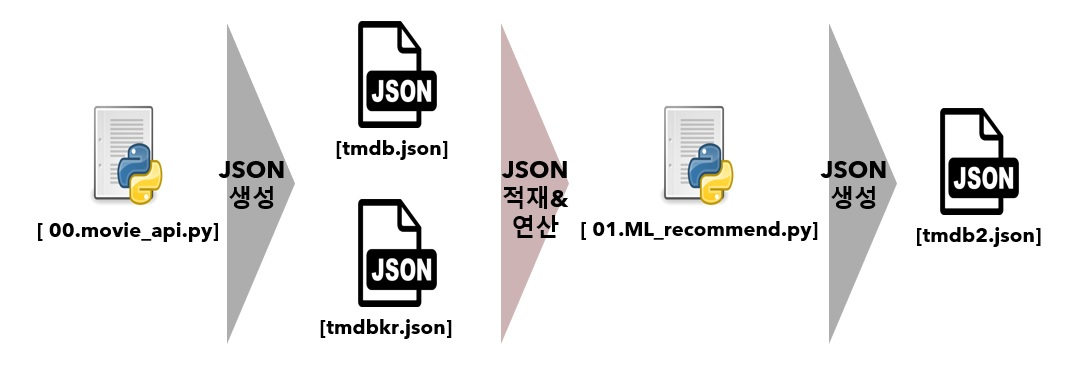 JSON
[tmdb.json]
[ 00.movie_api.py]
JSON
생성
JSON
[tmdbkr.json]
JSON
적재&
연산
[ 01.ML_recommend.py]
JSON
생성
JSON
[tmdb2.json]